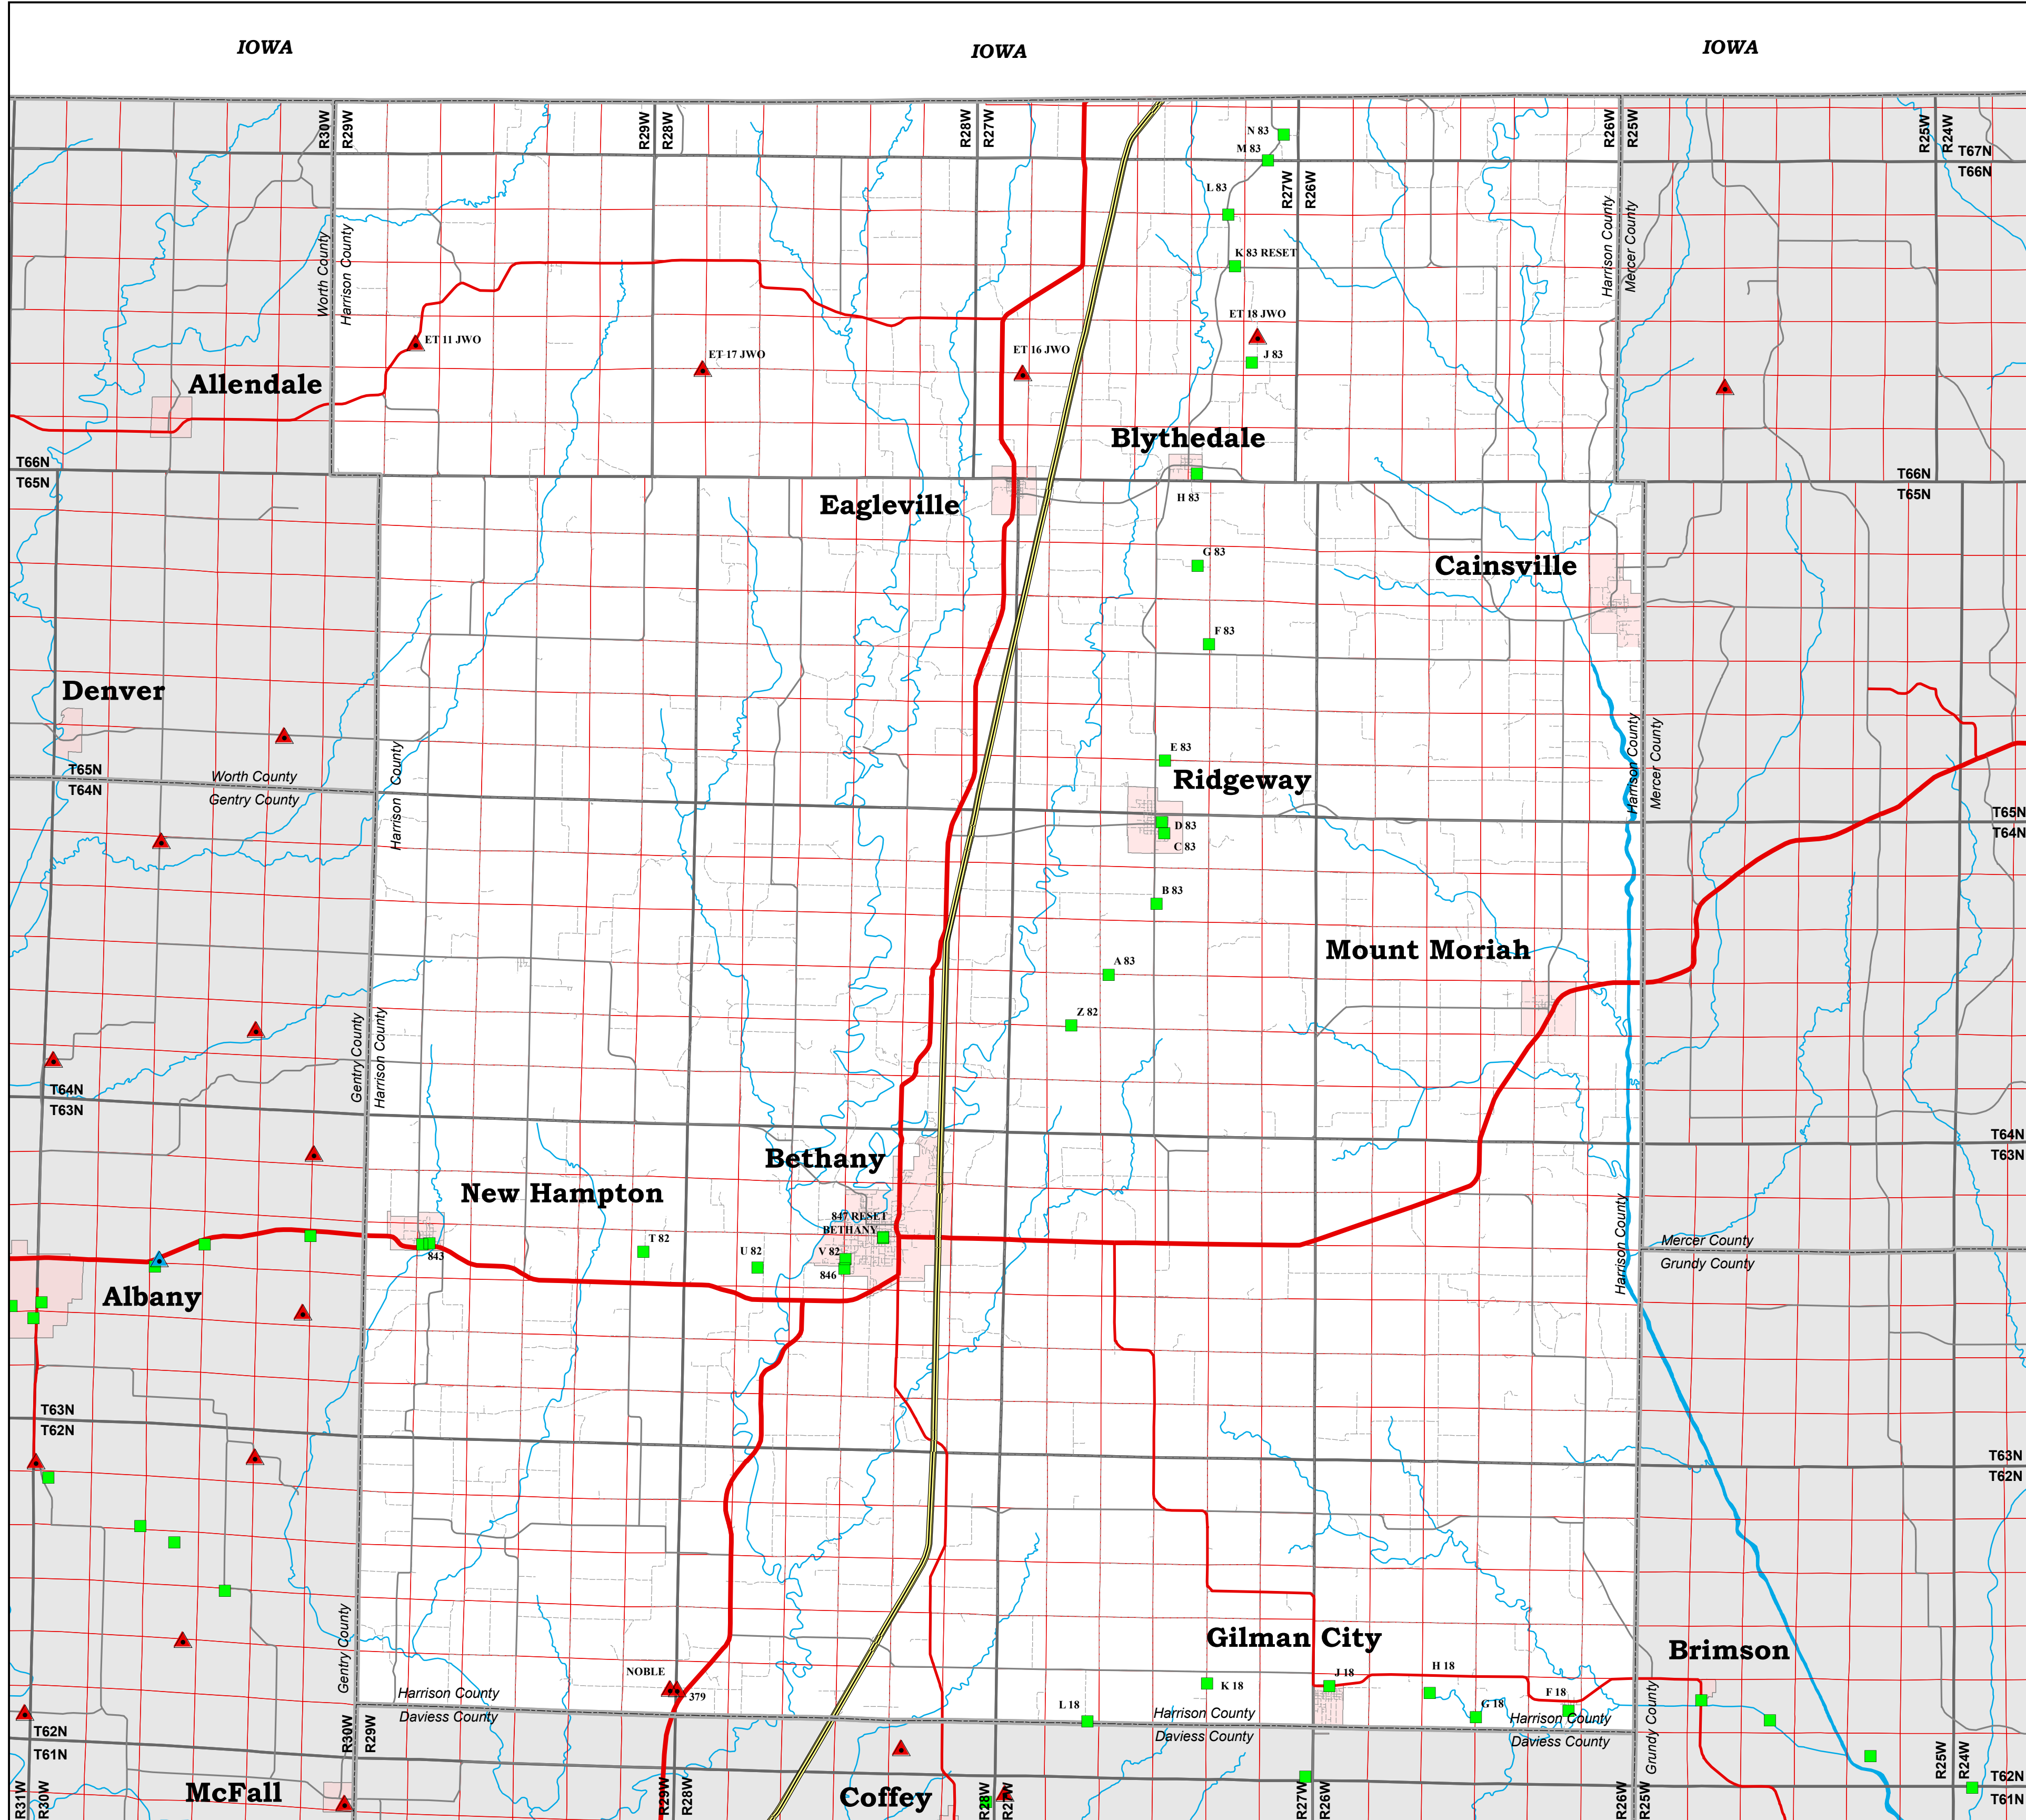 IOWA
IOWA
IOWA
R30W
R29W
R29W
R28W
R28W
R27W
R26W
R25W
R25W
R24W
N 83
M 83
T67N
T66N
L 83
R27W
R26W
Worth County
Harrison County
Harrison County
Mercer County
K 83 RESET
ET 18 JWO
ET 11 JWO
ET 17 JWO
ET 16 JWO
J 83
Allendale
Blythedale
T66N
T65N
T66N
T65N
H 83
Eagleville
G 83
Cainsville
F 83
Denver
E 83
Harrison County
Harrison County
Mercer County
Worth County
Gentry County
T65N
T64N
Ridgeway
T65N
T64N
D 83
C 83
B 83
Mount Moriah
A 83
Z 82
Gentry County
Harrison County
T64N
T63N
T64N
T63N
Bethany
New Hampton
847 RESET
BETHANY
T 82
U 82
V 82
846
843
Harrison County
Mercer County
Grundy County
Albany
T63N
T62N
T63N
T62N
Gentry County
Gilman City
Brimson
NOBLE
379
J 18
H 18
K 18
L 18
G 18
F 18
Harrison County
Daviess County
Harrison County
Daviess County
Harrison County
Daviess County
Grundy County
R30W
R29W
T62N
T61N
R31W
R30W
McFall
R29W
R28W
Coffey
R28W
R27W
R27W
R26W
R26W
R25W
R25W
R24W
T62N
T61N